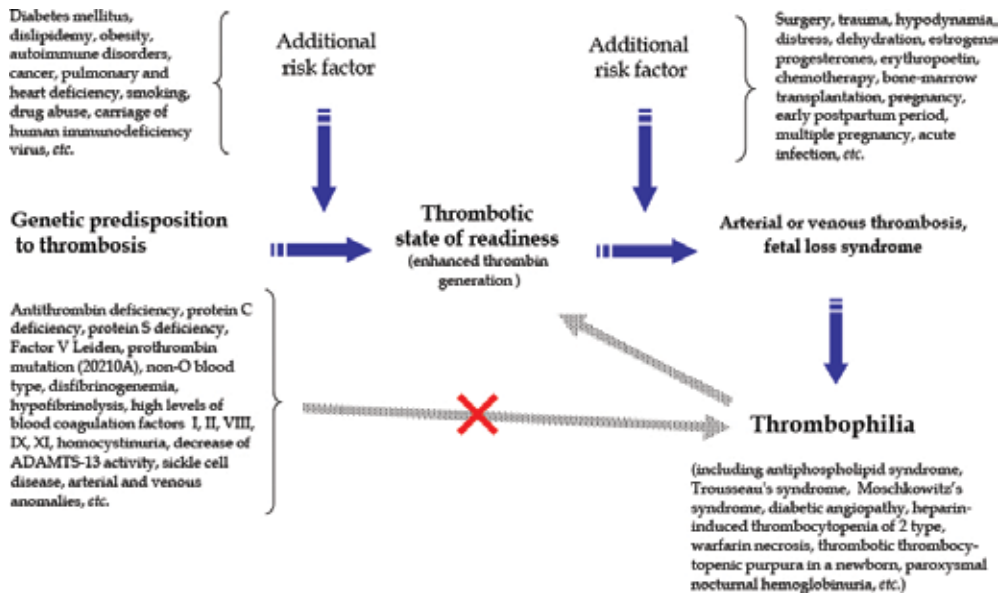 Diabetes mellitus,
dislipidemy, obesity,
autoimmune disorders,
cancer, pulmonary and
heart deficiency, smoking,
drug abuse, carriage of
human immunodeficiency
virus, etc.
Additional
risk factor
Additional
risk factor
Surgery, trauma, hypodynamia,
distress, dehydration, estrogense
progesterones, erythropoetin,
chemotherapy, bone-marrow
transplantation, pregnancy,
early postpartum period,
multiple pregnancy, acute
infection, etc.
Genetic predisposition
to thrombosis
Thrombotic
state of readiness
(enhanced thrombin
generation )
Arterial or venous thrombosis,
fetal loss syndrome
Antithrombin deficiency, protein C
deficiency, protein S deficiency,
Factor V Leiden, prothrombin
mutation (20210A), non-O blood
type, disfibrinogenemia,
hypofibrinolysis, high levels of
blood coagulation factors I, II, VIII,
IX, XI, homocystinuria, decrease of
ADAMTS-13 activity, sickle cell
disease, arterial and venous
anomalies, etc.
Thrombophilia
(including antiphospholipid syndrome,
Trousseau's syndrome, Moschkowitz's
syndrome, diabetic angiopathy, heparin-
induced thrombocytopenia of 2 type,
warfarin necrosis, thrombotic thrombocy-
topenic purpura in a newborn, paroxysmal
nocturnal hemoglobinuria, etc.)